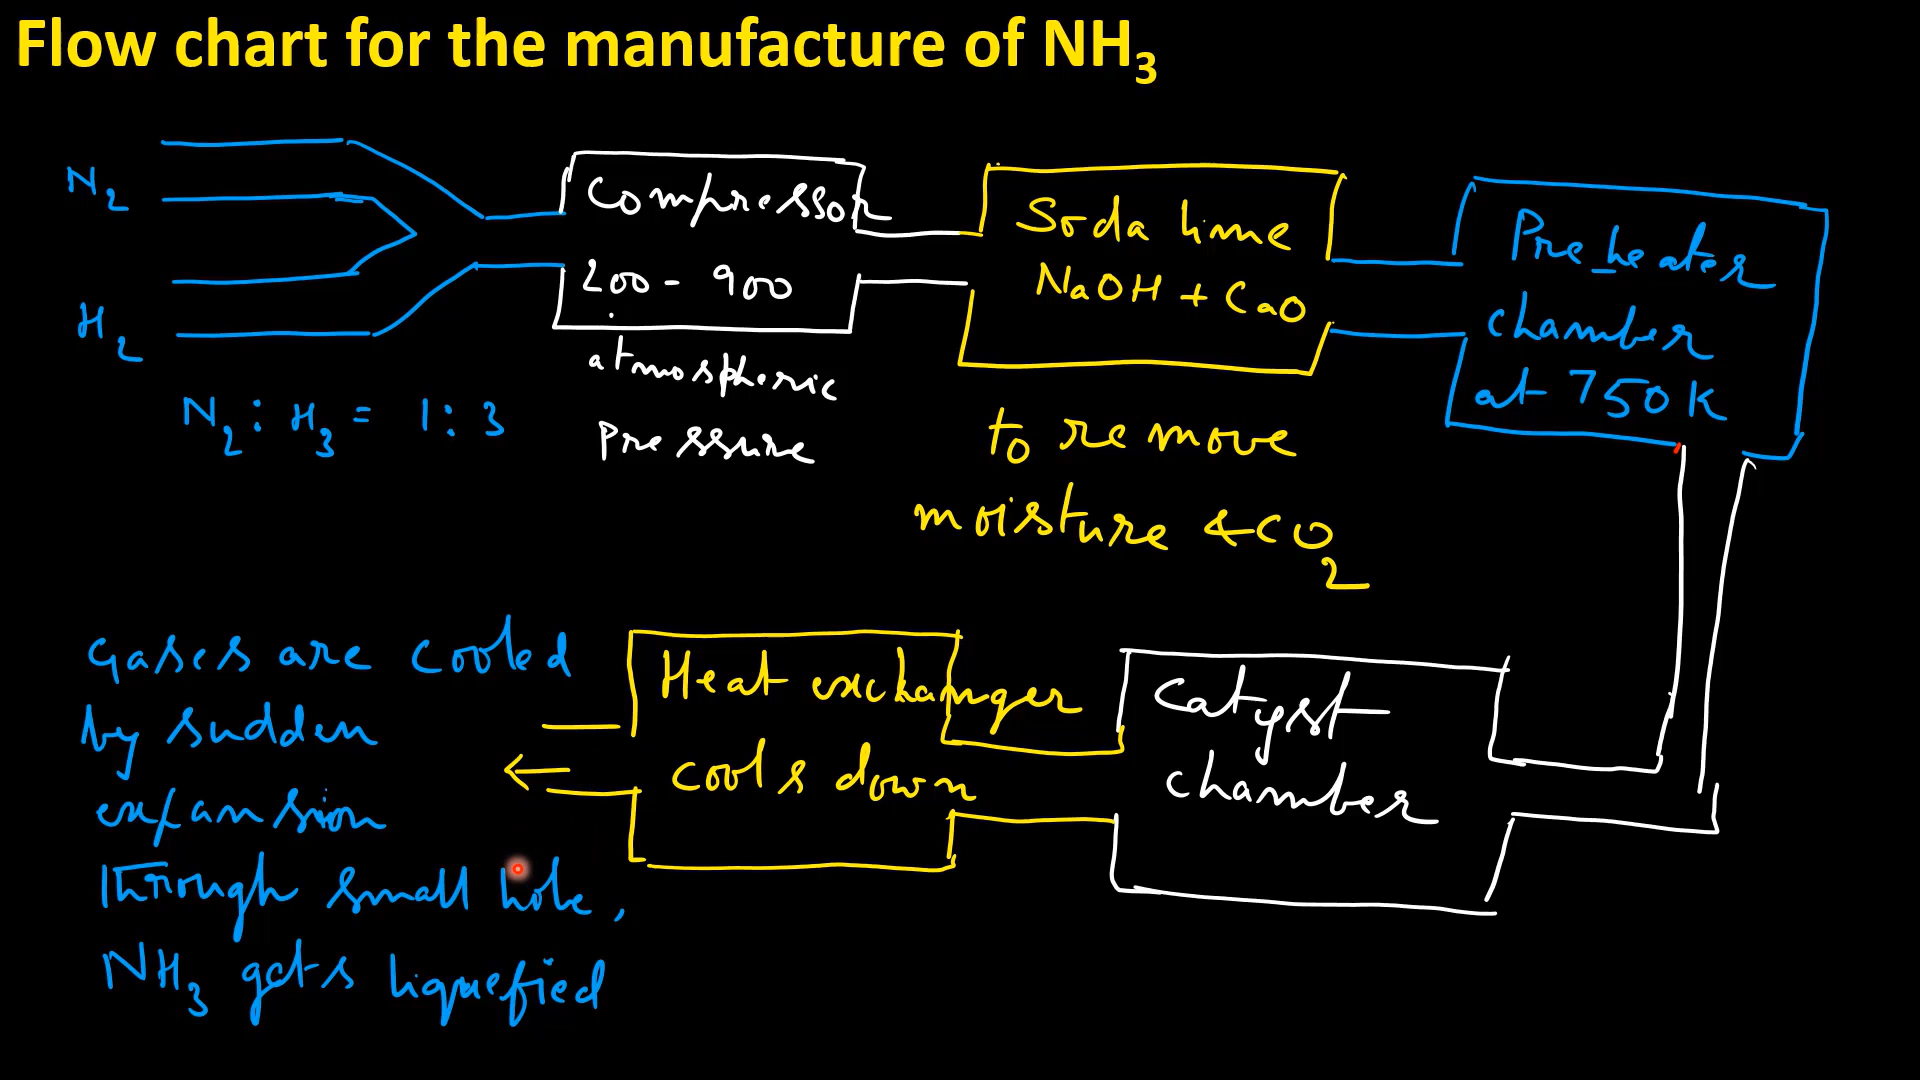 Flow chart for the manufacture of NH₃
N₂
H₂
N₂ : H₃ = 1 : 3
Compressor
200 - 900
atmospheric
Pressure
Soda lime
NaOH + CaO
to remove
moisture & CO₂
Pre heater
chamber
at 750 K
Catyst
chamber
Heat exchanger
cools down
Gases are cooled
by sudden
expansion
through small hole,
NH₃ gets liquefied